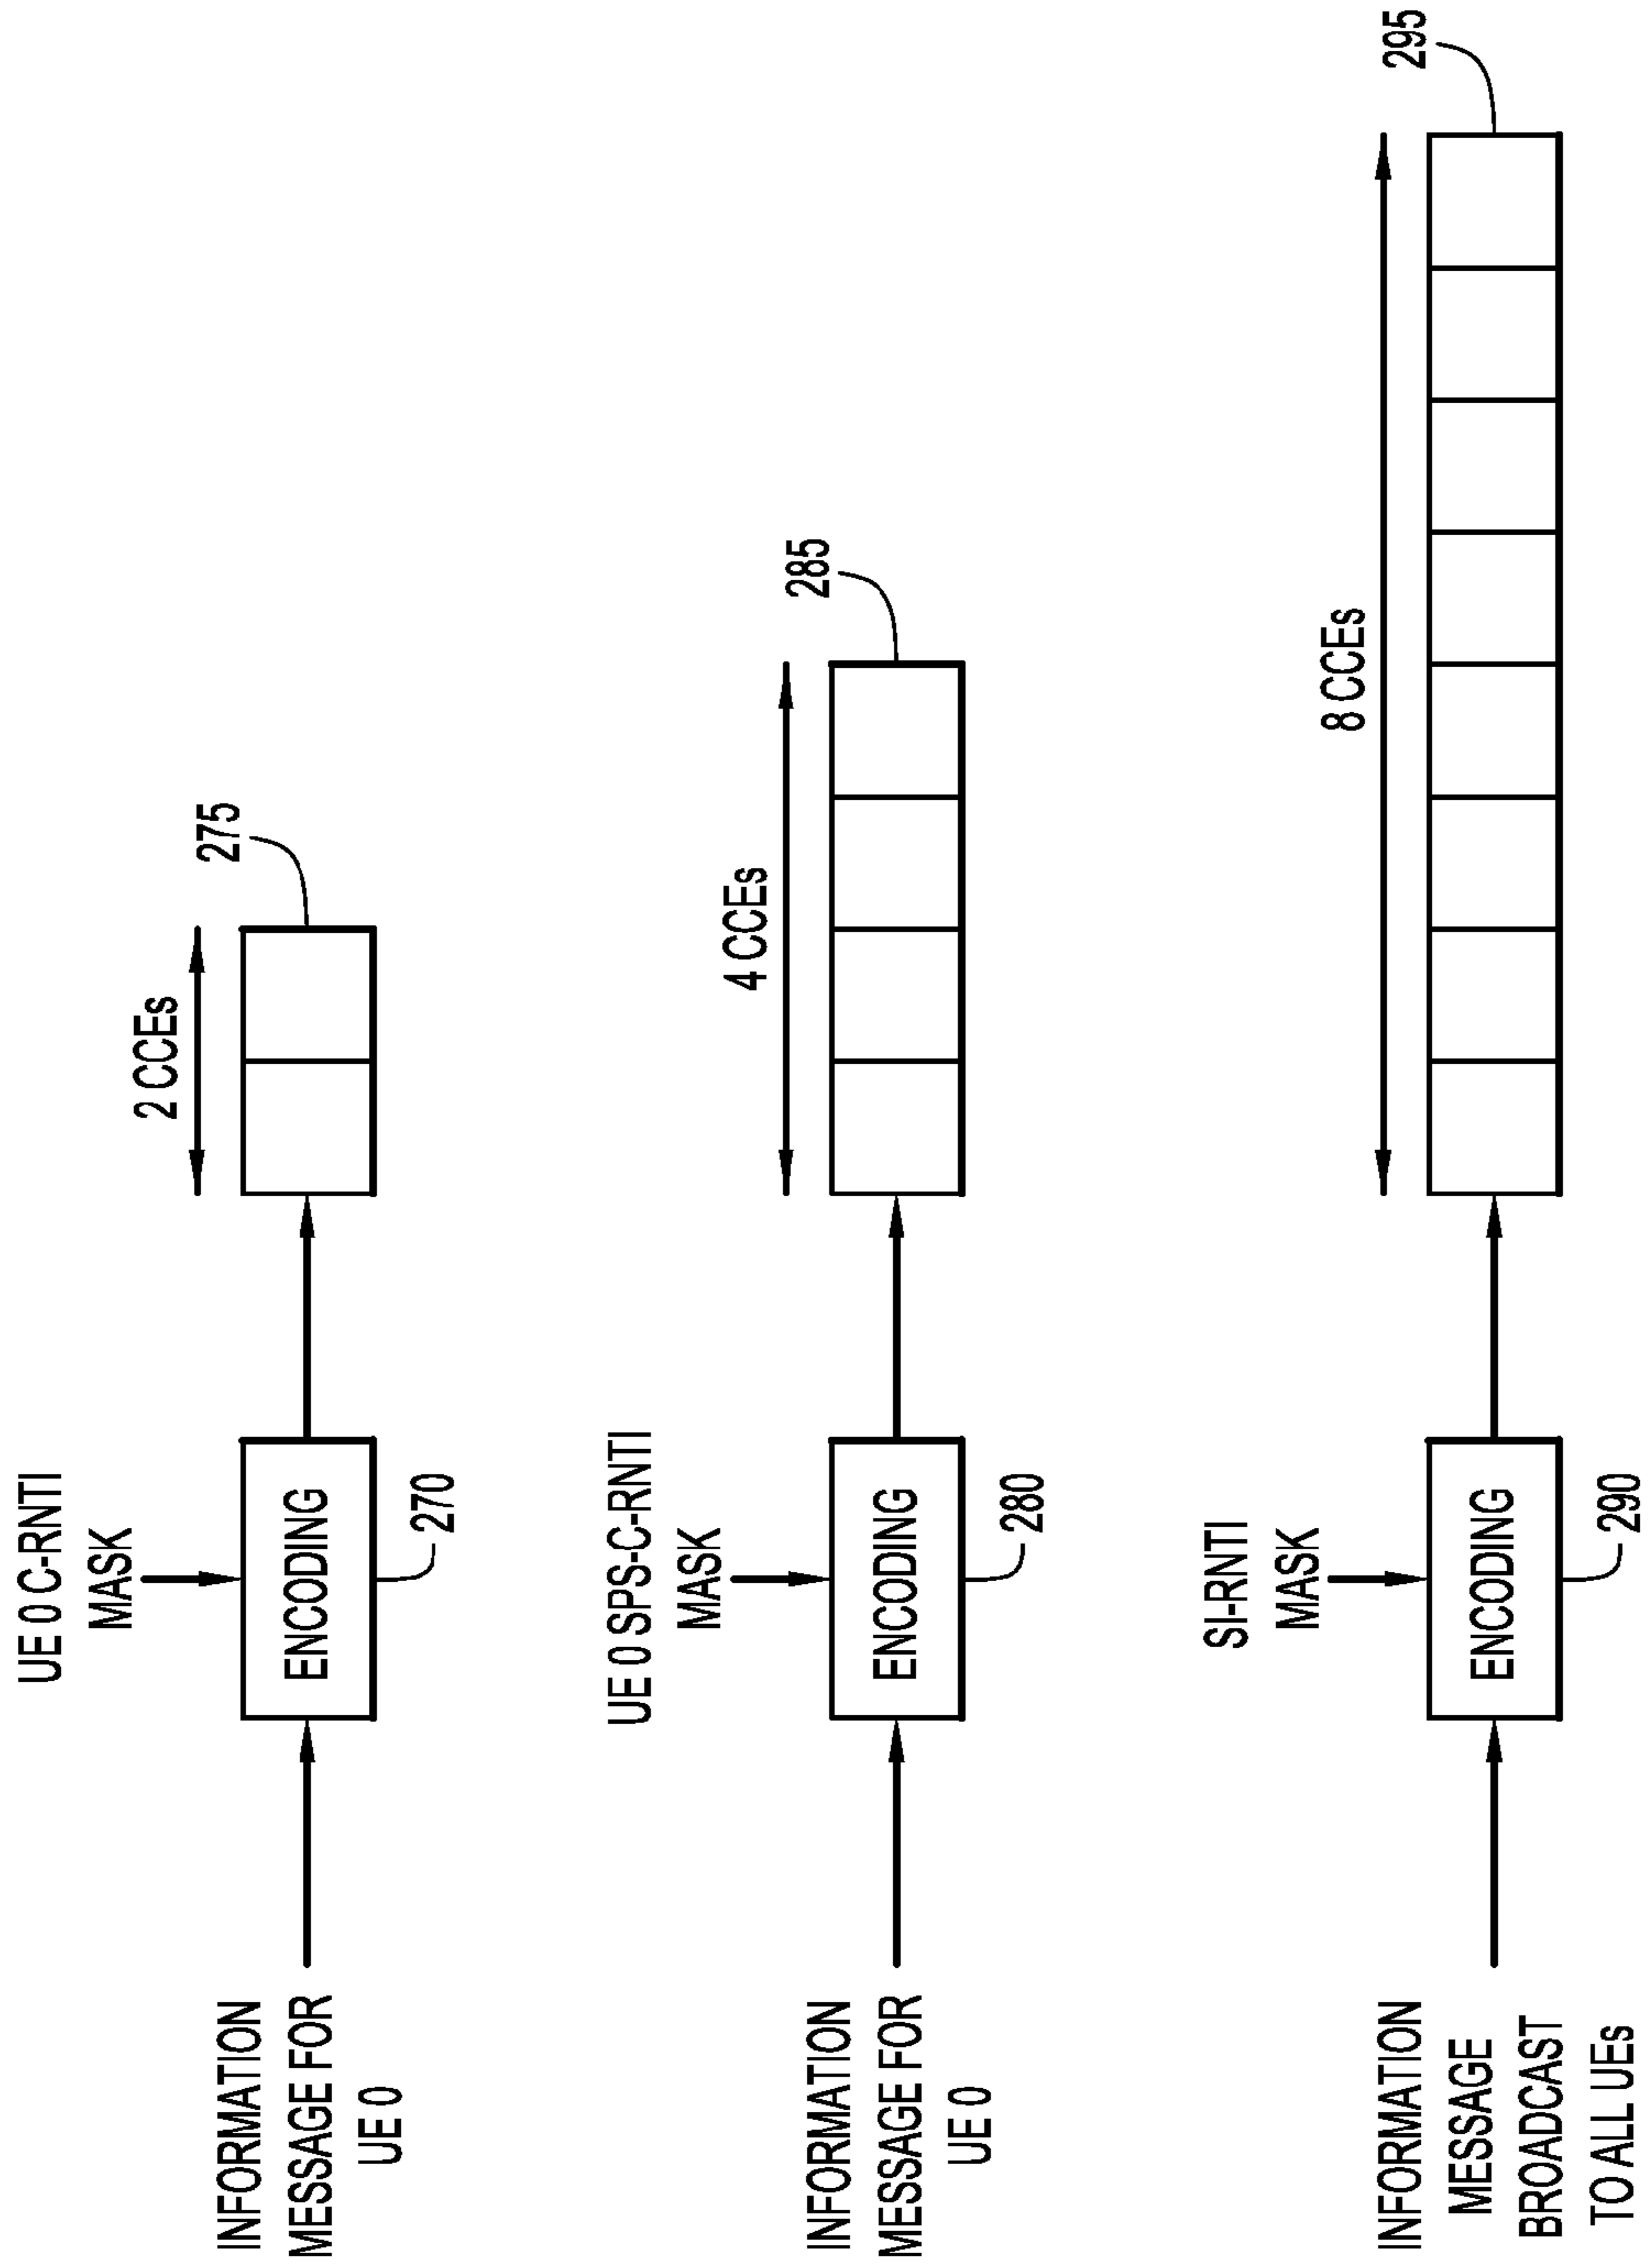 INFORMATION
MESSAGE FOR
UE 0
UE 0 C-RNTI
MASK
ENCODING
270
2 CCEs
275
INFORMATION
MESSAGE FOR
UE 0
UE 0 SPS-C-RNTI
MASK
ENCODING
280
4 CCEs
285
INFORMATION
MESSAGE
BROADCAST
TO ALL UEs
SI-RNTI
MASK
ENCODING
290
8 CCEs
295